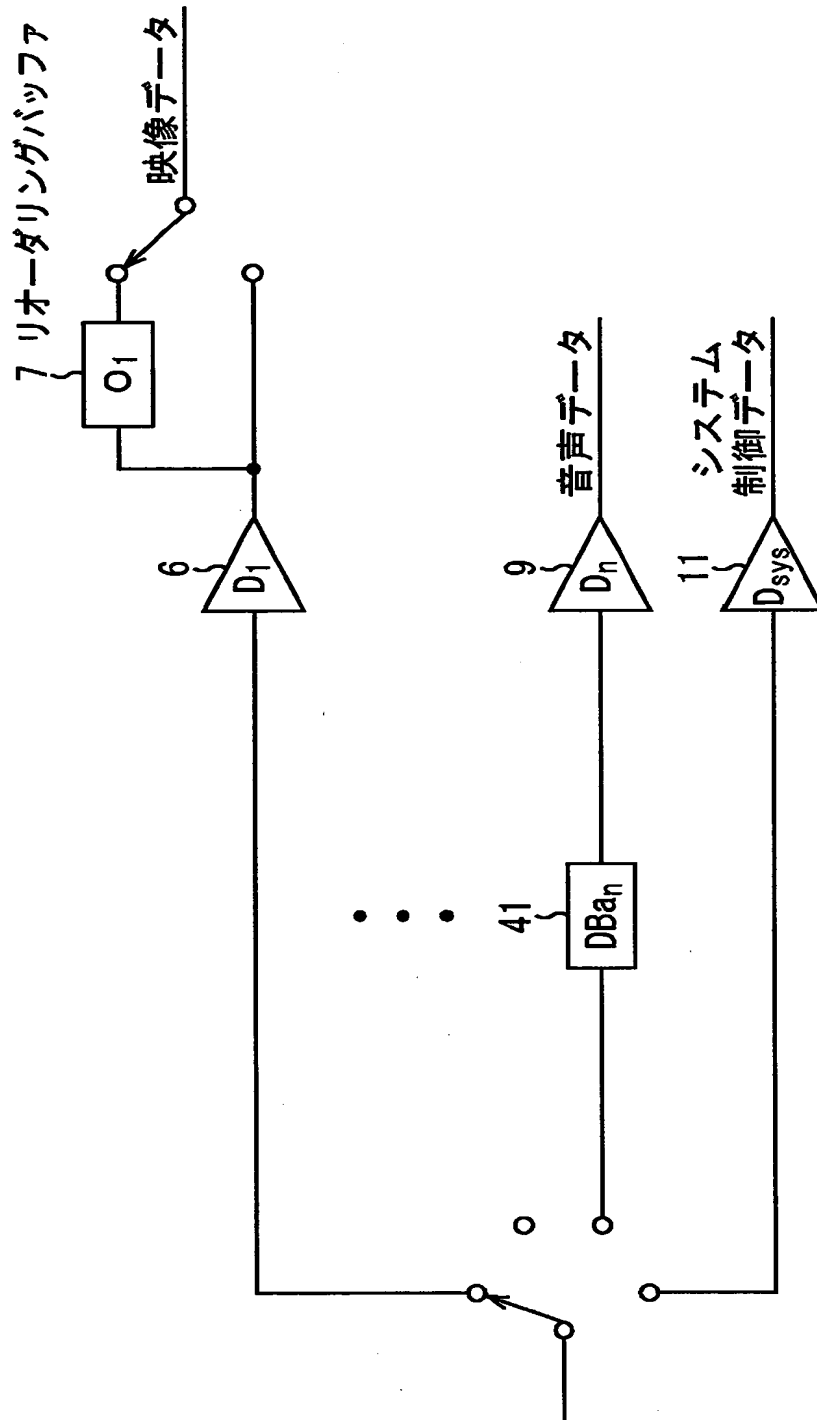 7 リオーダリングバッファ
O1
映像データ
6
D1
音声データ
9
Dn
41
DBan
システム
制御データ
11
Dsys